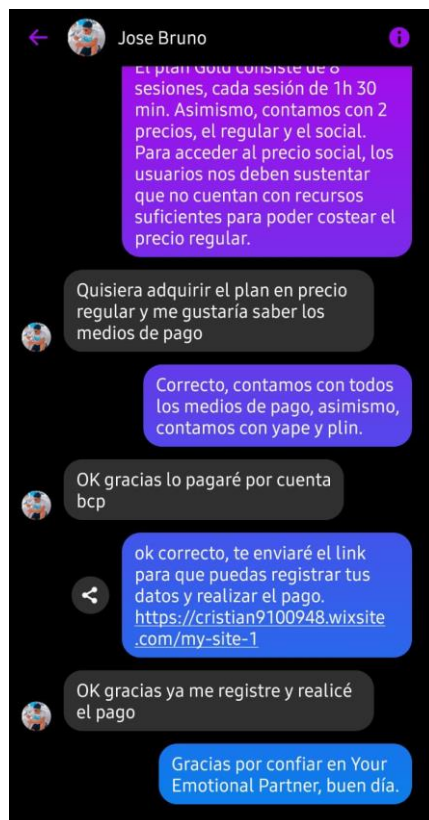 Jose Bruno
El plan Gold consiste de 8
sesiones, cada sesión de 1h 30
min. Asimismo, contamos con 2
precios, el regular y el social.
Para acceder al precio social, los
usuarios nos deben sustentar
que no cuentan con recursos
suficientes para poder costear el
precio regular.
Quisiera adquirir el plan en precio
regular y me gustaría saber los
medios de pago
Correcto, contamos con todos
los medios de pago, asimismo,
contamos con yape y plin.
OK gracias lo pagaré por cuenta
bcp
ok correcto, te enviaré el link
para que puedas registrar tus
datos y realizar el pago.
https://cristian9100948.wixsite
.com/my-site-1
OK gracias ya me registre y realicé
el pago
Gracias por confiar en Your
Emotional Partner, buen día.